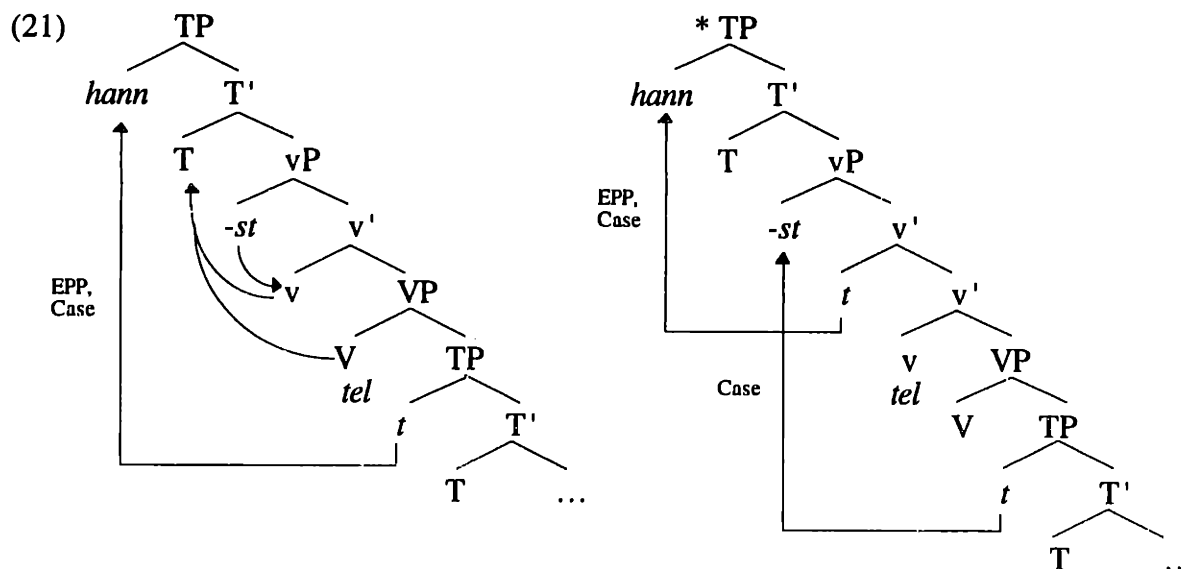 (21) TP * TP
hann T' hann T'
T vP T vP
EPP, Case
-st v' -st v'
EPP, Case
v VP t v'
V TP v VP
tel tel
Case
t T' V TP
T ... t T'
T ..